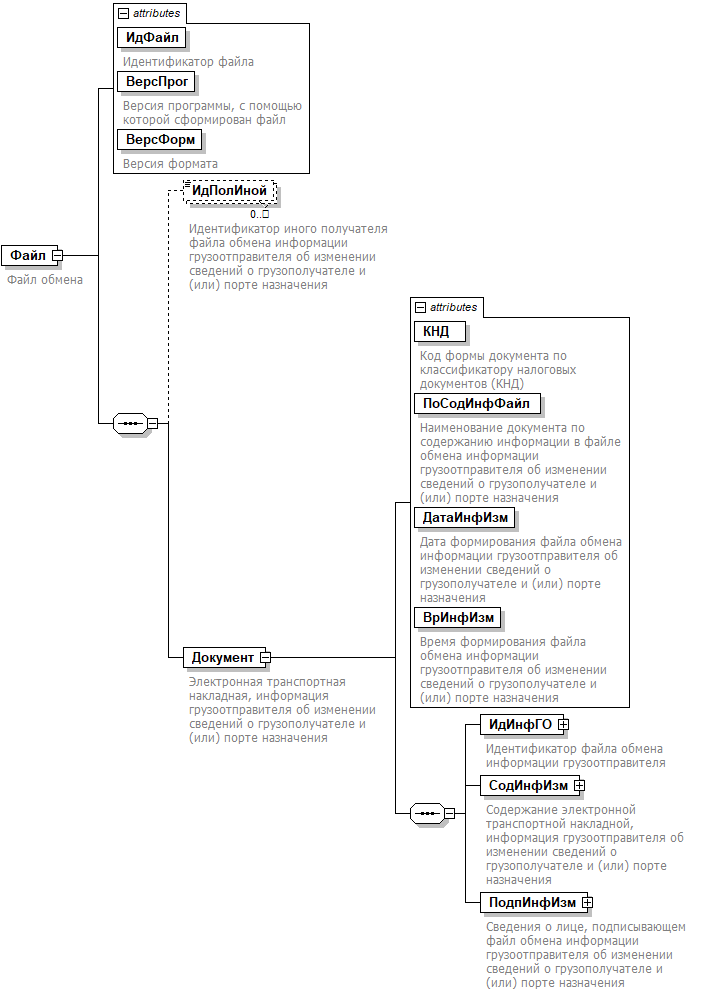 attributes
ИдФайл
Идентификатор файла
ВерсПрог
Версия программы, с помощью
которой сформирован файл
ВерсФорм
Версия формата
ИдПолИной
0..□
Идентификатор иного получателя
файла обмена информации
грузоотправителя об изменении
сведений о грузополучателе и
(или) порте назначения
Файл
Файл обмена
attributes
КНД
Код формы документа по
классификатору налоговых
документов (КНД)
ПоСодИнфФайл
Наименование документа по
содержанию информации в файле
обмена информации
грузоотправителя об изменении
сведений о грузополучателе и
(или) порте назначения
ДатаИнфИзм
Дата формирования файла обмена
информации грузоотправителя об
изменении сведений о
грузополучателе и (или) порте
назначения
ВрИнфИзм
Время формирования файла
обмена информации
грузоотправителя об изменении
сведений о грузополучателе и
(или) порте назначения
Документ
Электронная транспортная
накладная, информация
грузоотправителя об изменении
сведений о грузополучателе и
(или) порте назначения
ИдИнфГО
Идентификатор файла обмена
информации грузоотправителя
СодИнфИзм
Содержание электронной
транспортной накладной,
информация грузоотправителя об
изменении сведений о
грузополучателе и (или) порте
назначения
ПодпИнфИзм
Сведения о лице, подписывающем
файл обмена информации
грузоотправителя об изменении
сведений о грузополучателе и
(или) порте назначения